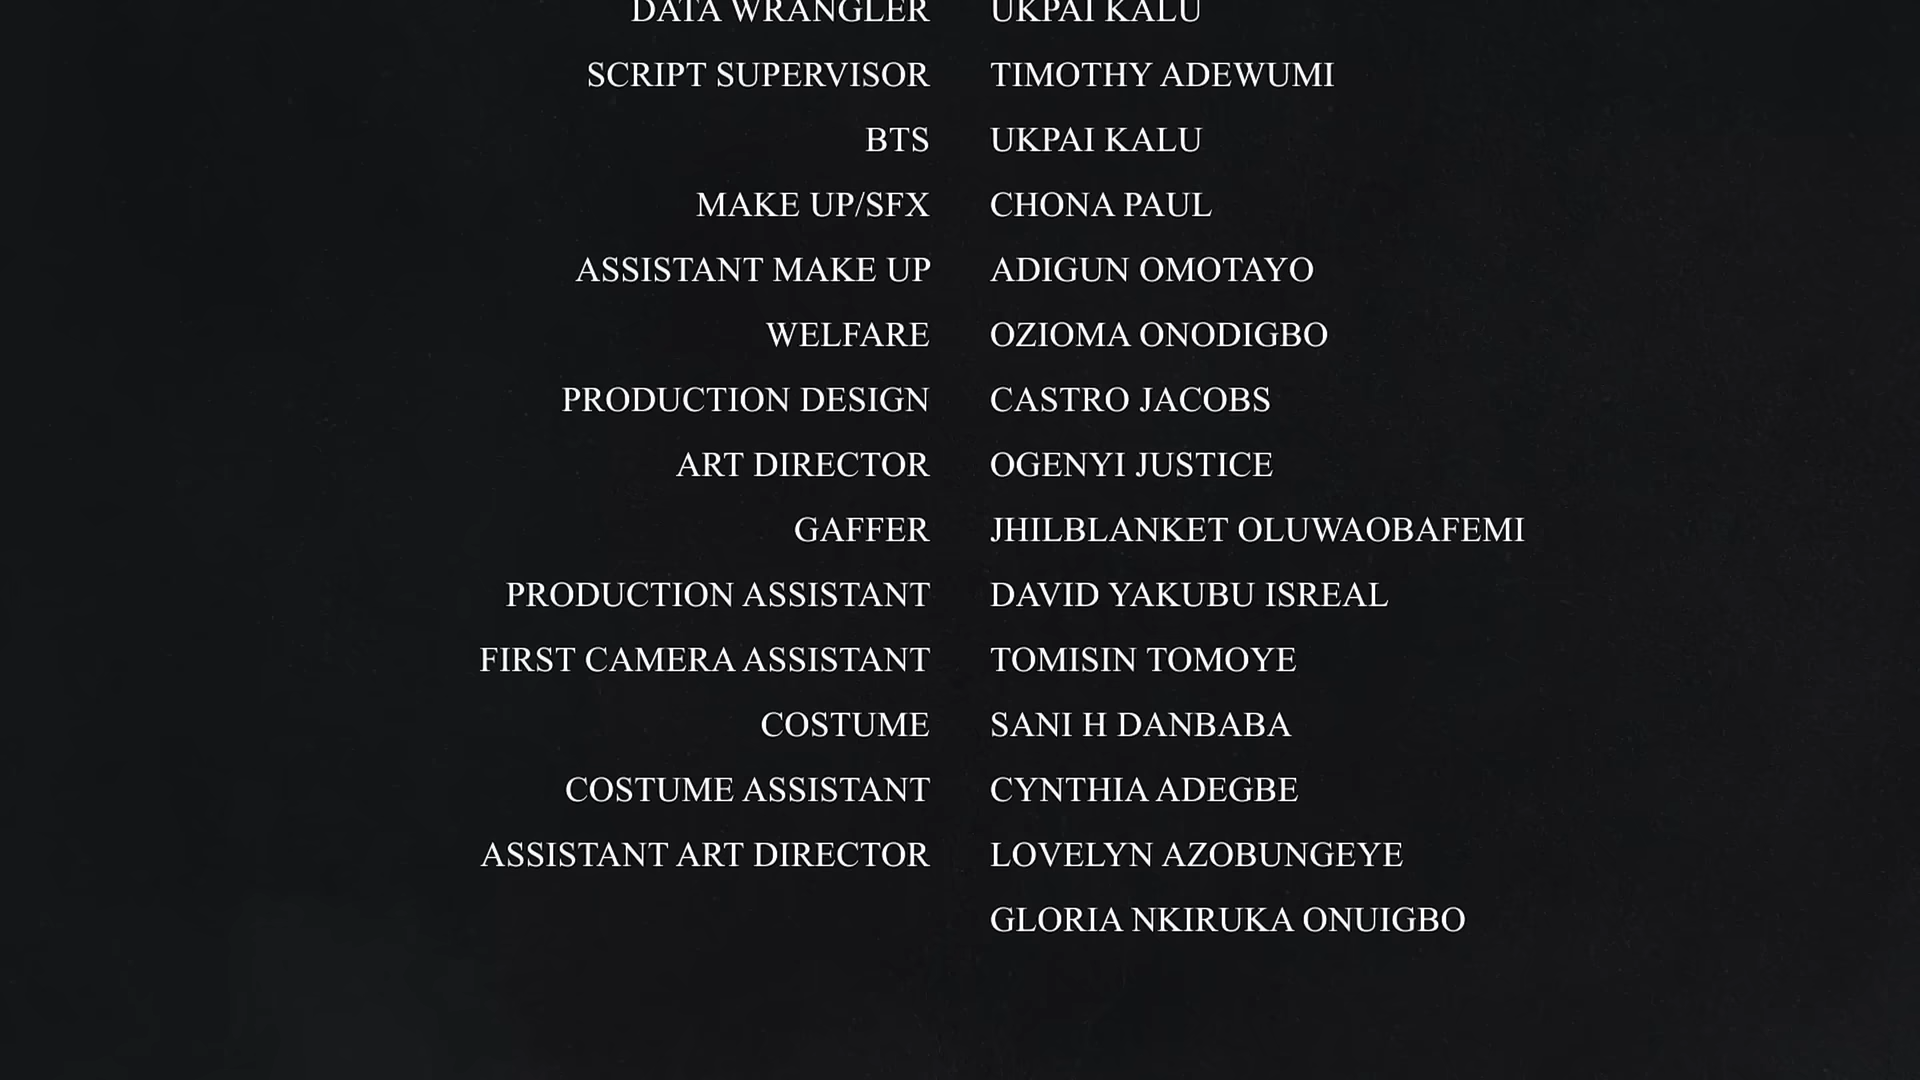 DATA WRANGLER UKPAI KALU
SCRIPT SUPERVISOR TIMOTHY ADEWUMI
BTS UKPAI KALU
MAKE UP/SFX CHONA PAUL
ASSISTANT MAKE UP ADIGUN OMOTAYO
WELFARE OZIOMA ONODIGBO
PRODUCTION DESIGN CASTRO JACOBS
ART DIRECTOR OGENYI JUSTICE
GAFFER JHILBLANKET OLUWAOBAFEMI
PRODUCTION ASSISTANT DAVID YAKUBU ISREAL
FIRST CAMERA ASSISTANT TOMISIN TOMOYE
COSTUME SANI H DANBABA
COSTUME ASSISTANT CYNTHIA ADEGBE
ASSISTANT ART DIRECTOR LOVELYN AZOBUNGEYE
GLORIA NKIRUKA ONUIGBO